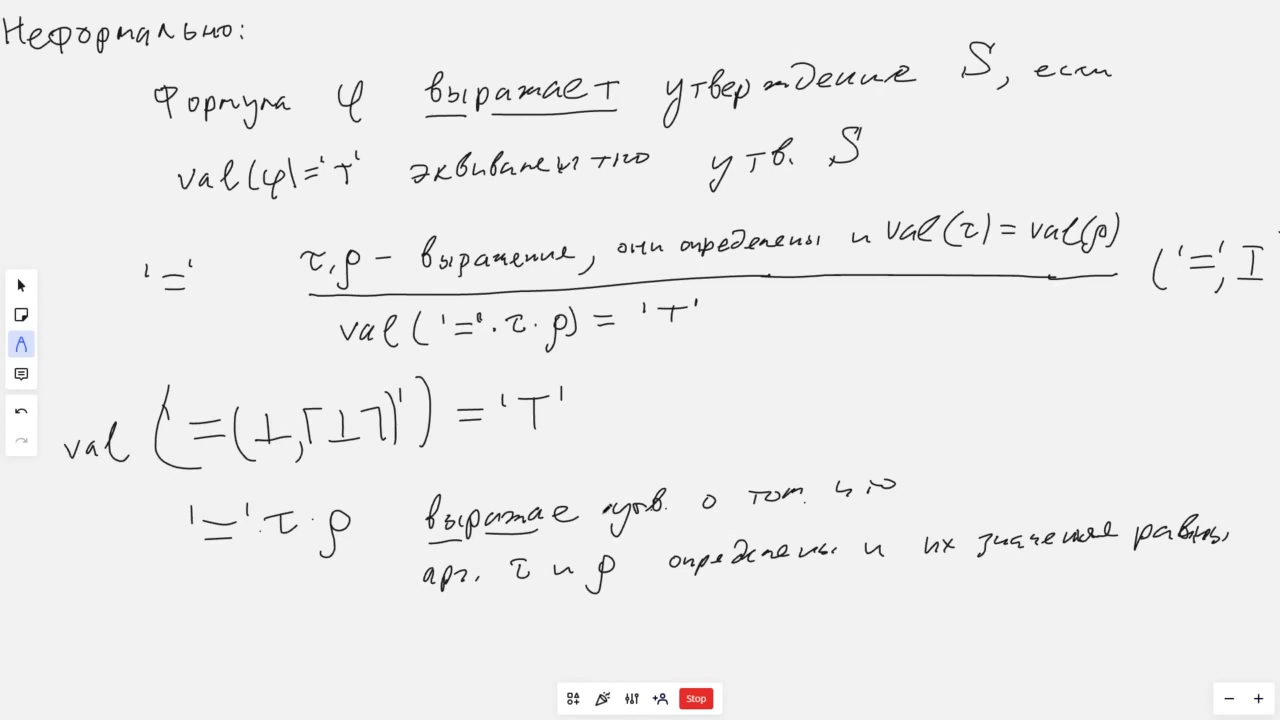 Неформально:
Формула φ выражает утверждение S, если
val(φ)='T' эквивалентно утв. S
'=' τ,ρ – выражение, они определены и val(τ)=val(ρ) ('=', I
val('='·τ·ρ) = 'T'
val ('=(⊥,⌈⊥⌉)') = 'T'
'='·τ·ρ выражае утв. о том что
арг. τ и ρ определены и их значения равны
Stop